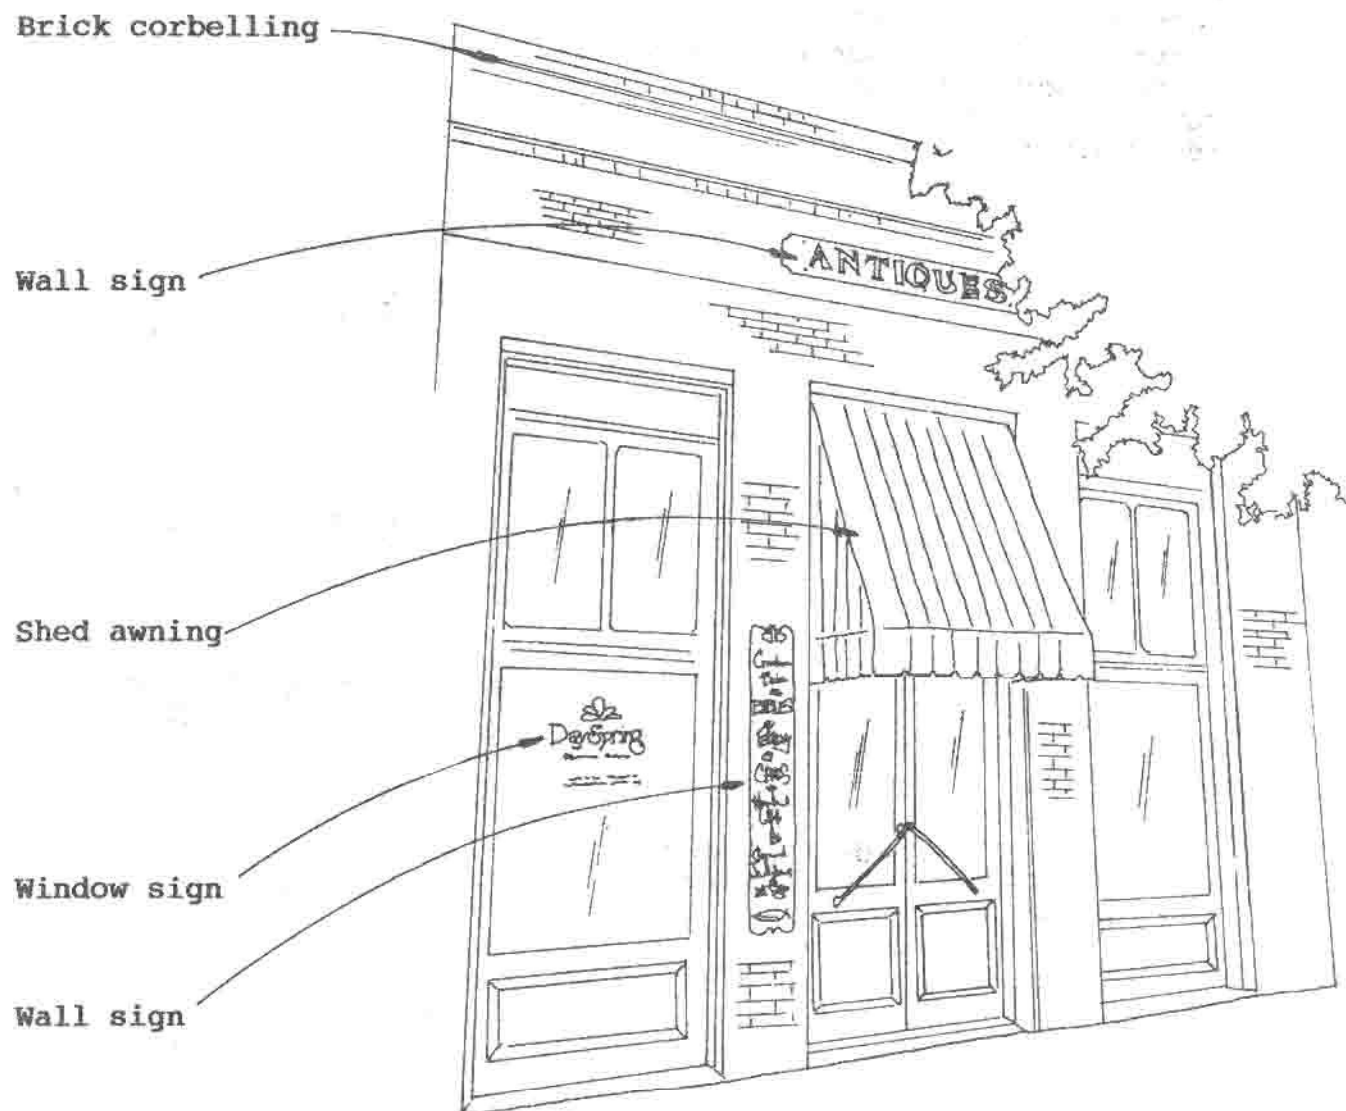 Brick corbelling
Wall sign
ANTIQUES
Shed awning
DaySpring
Window sign
Wall sign